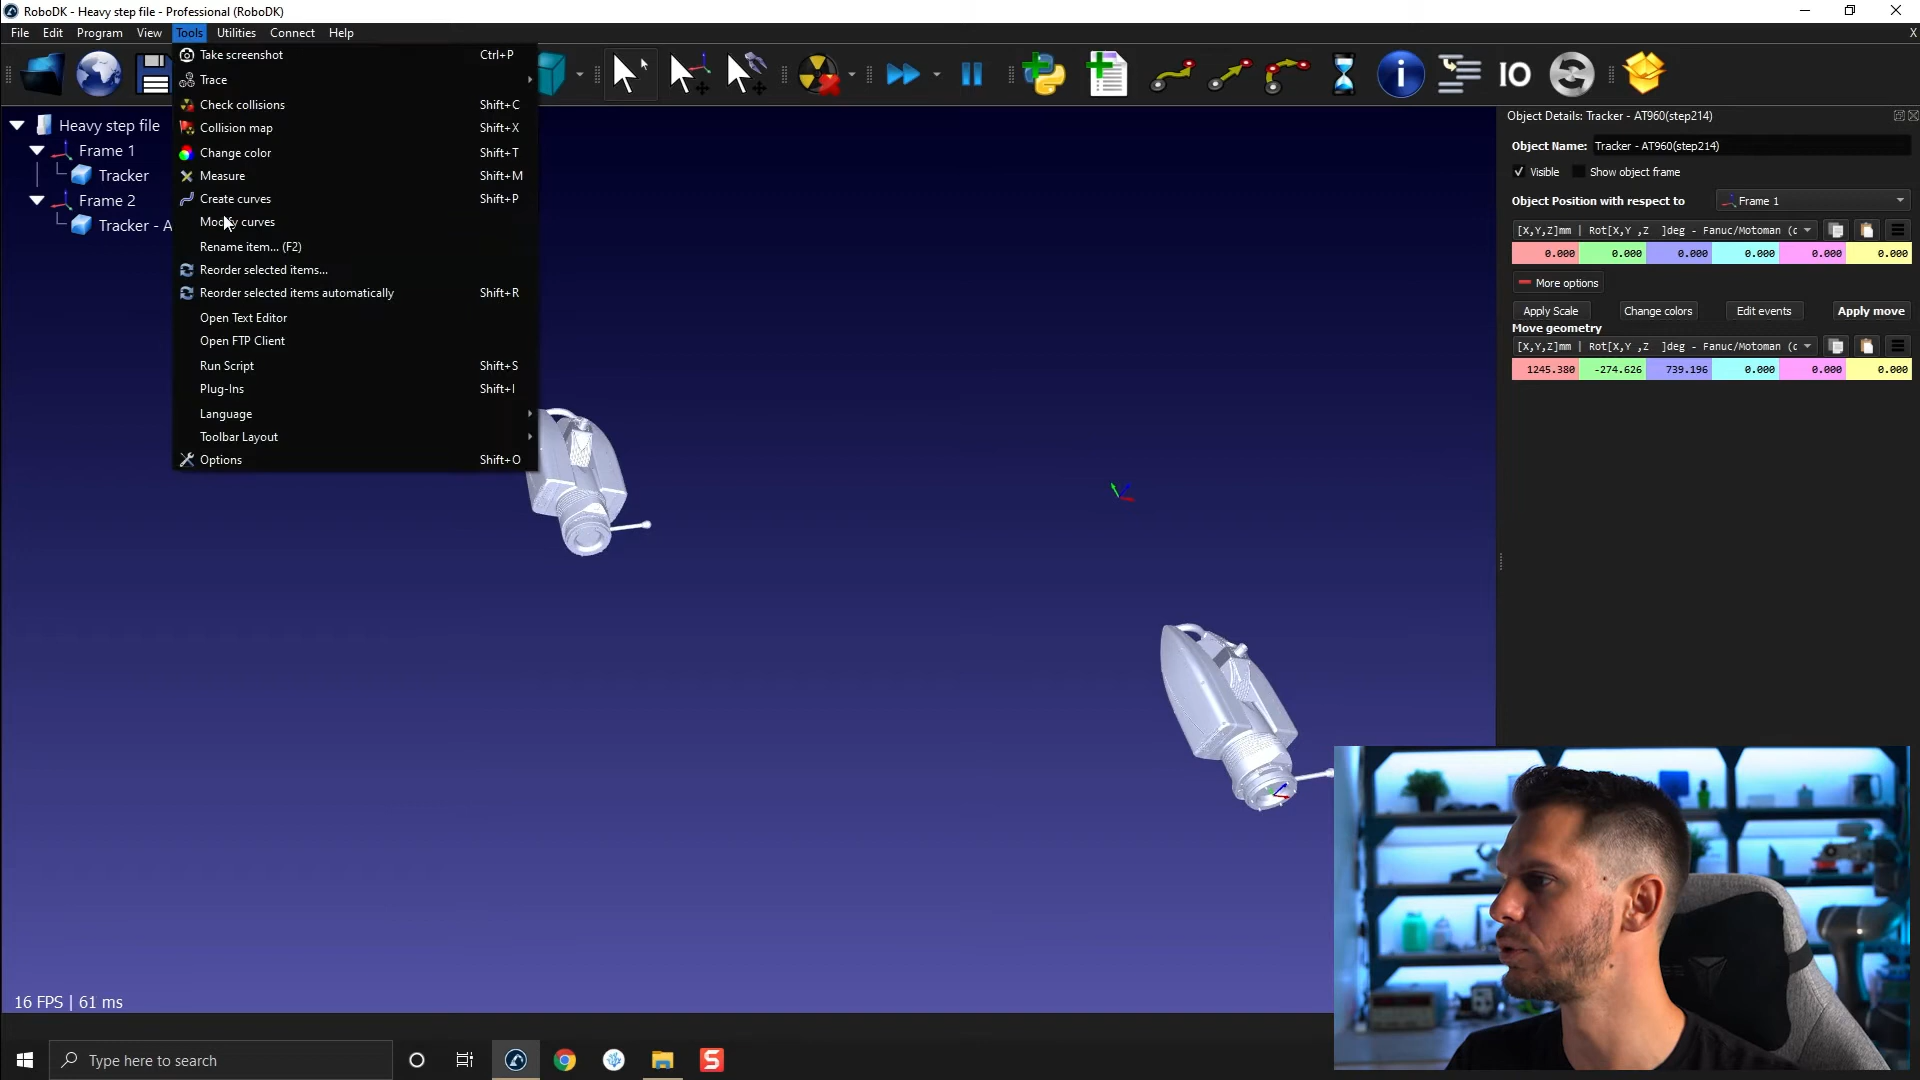 RoboDK - Heavy step file - Professional (RoboDK)
File Edit Program View Tools Utilities Connect Help X
Take screenshot Ctrl+P
Trace
Check collisions Shift+C
Collision map Shift+X
Change color Shift+T
Measure Shift+M
Create curves Shift+P
Modify curves
Rename item... (F2)
Reorder selected items...
Reorder selected items automatically Shift+R
Open Text Editor
Open FTP Client
Run Script Shift+S
Plug-Ins Shift+I
Language
Toolbar Layout
Options Shift+O
IO
Heavy step file
Frame 1
Tracker
Frame 2
Tracker - A
Object Details: Tracker - AT960(step214)
Object Name: Tracker - AT960(step214)
Visible Show object frame
Object Position with respect to Frame 1
[X,Y,Z]mm | Rot[X,Y ,Z ]deg - Fanuc/Motoman (c
0.000 0.000 0.000 0.000 0.000 0.000
More options
Apply Scale Change colors Edit events Apply move
Move geometry
[X,Y,Z]mm | Rot[X,Y ,Z ]deg - Fanuc/Motoman (c
1245.380 -274.626 739.196 0.000 0.000 0.000
16 FPS | 61 ms
Type here to search
S